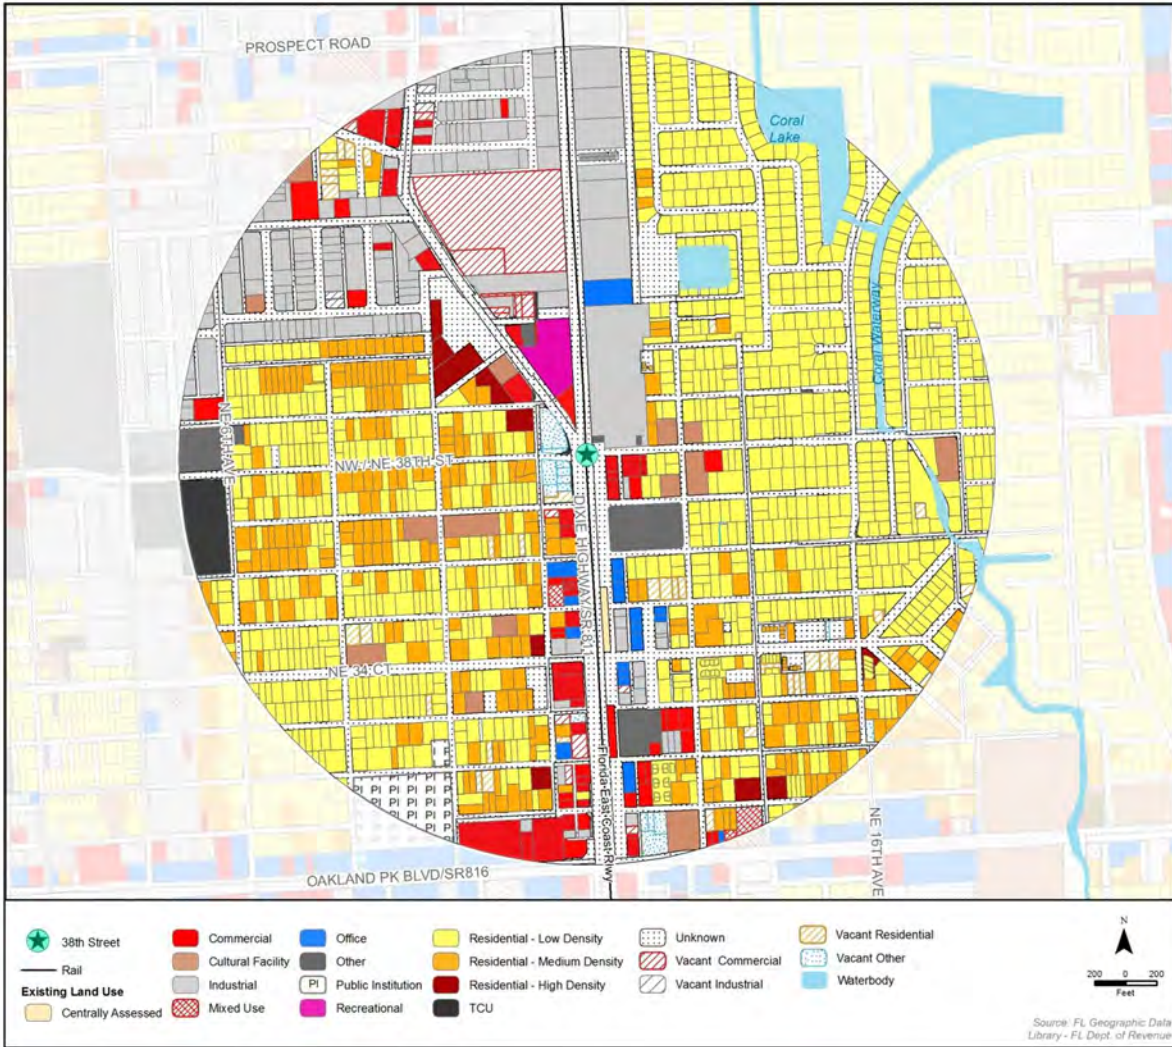 PROSPECT ROAD
Coral
Lake
Coral Waterway
NE 6TH AVE
NW / NE 38TH ST
DIXIE HIGHWAY/SR 811
NE 34 CT
PI PI
PI PI PI PI PI
PI PI PI PI
PI PI PI
PI
Florida-East-Coast-Rlwy
NE 16TH AVE
OAKLAND PK BLVD/SR816
38th Street
Rail
Existing Land Use
Centrally Assessed
Commercial
Cultural Facility
Industrial
Mixed Use
Office
Other
PI Public Institution
Recreational
Residential - Low Density
Residential - Medium Density
Residential - High Density
TCU
Unknown
Vacant Commercial
Vacant Industrial
Vacant Residential
Vacant Other
Waterbody
N
200 0 200
Feet
Source: FL Geographic Data
Library - FL Dept. of Revenue